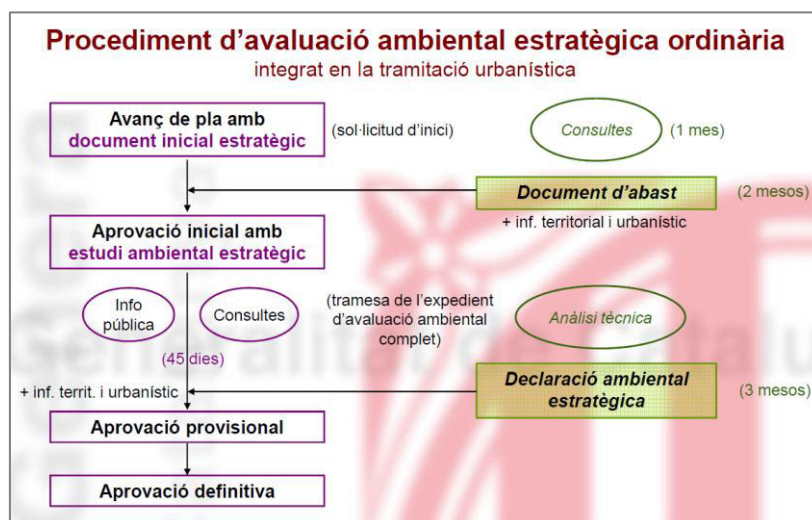 Procediment d'avaluació ambiental estratègica ordinària
integrat en la tramitació urbanística
Avanç de pla amb
document inicial estratègic
(sol·licitud d'inici)
Consultes
(1 mes)
Document d'abast
(2 mesos)
+ inf. territorial i urbanístic
Aprovació inicial amb
estudi ambiental estratègic
Info
pública
Consultes
(45 dies)
(tramesa de l'expedient
d'avaluació ambiental
complet)
Anàlisi tècnica
+ inf. territ. i urbanístic
Declaració ambiental
estratègica
(3 mesos)
Aprovació provisional
Aprovació definitiva
Generalitat de Catalu